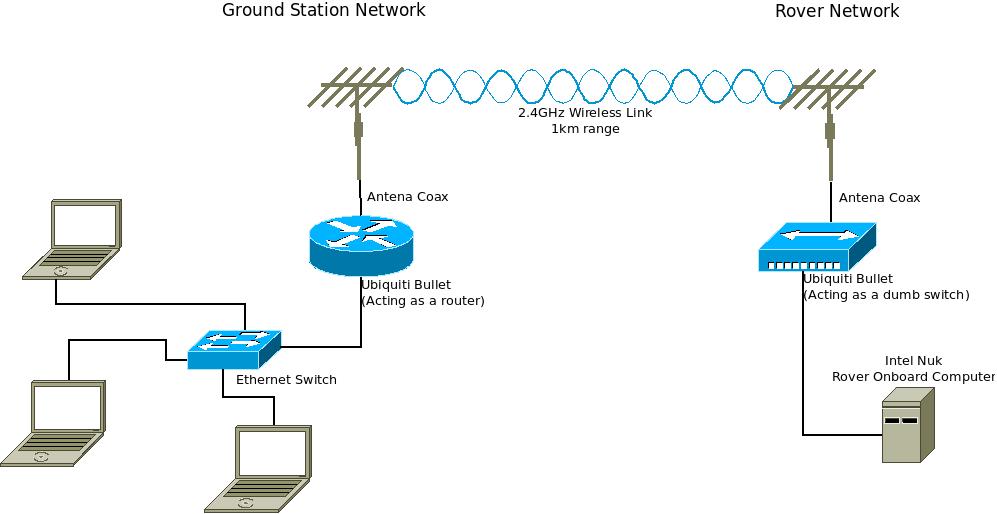 Ground Station Network
Rover Network
2.4GHz Wireless Link
1km range
Antena Coax
Antena Coax
Ubiquiti Bullet
(Acting as a router)
Ubiquiti Bullet
(Acting as a dumb switch)
Ethernet Switch
Intel Nuk
Rover Onboard Computer